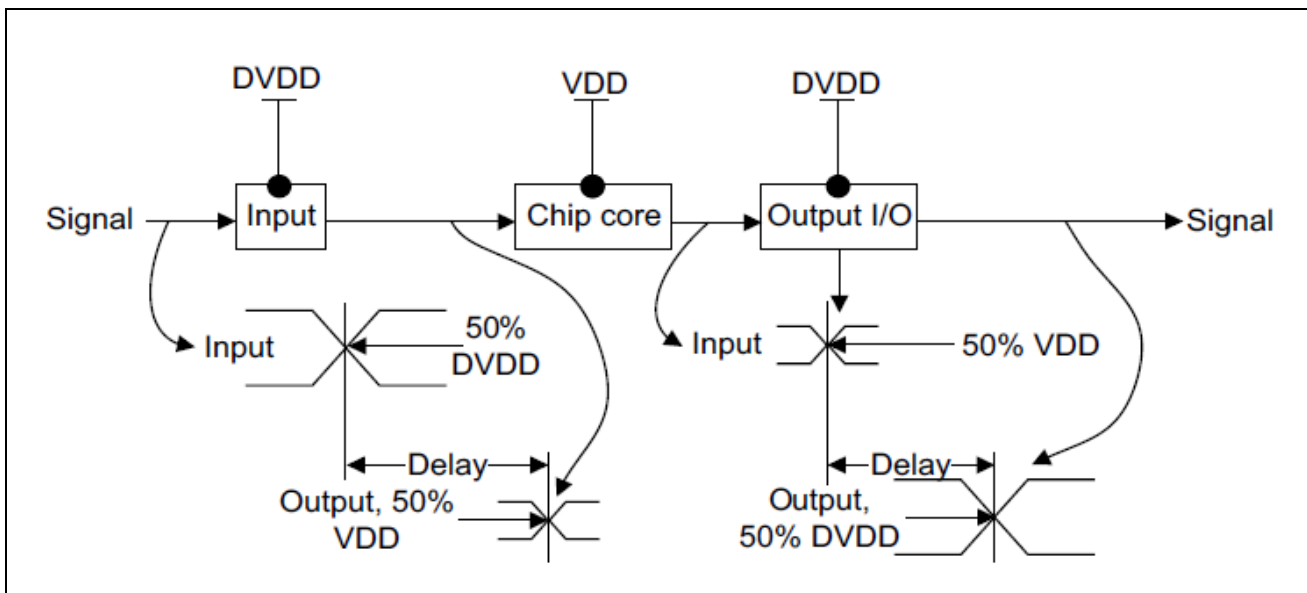 DVDD
VDD
DVDD
Signal
Input
Chip core
Output I/O
Signal
Input
50%
DVDD
Input
50% VDD
Delay
Output, 50%
VDD
Delay
Output,
50% DVDD